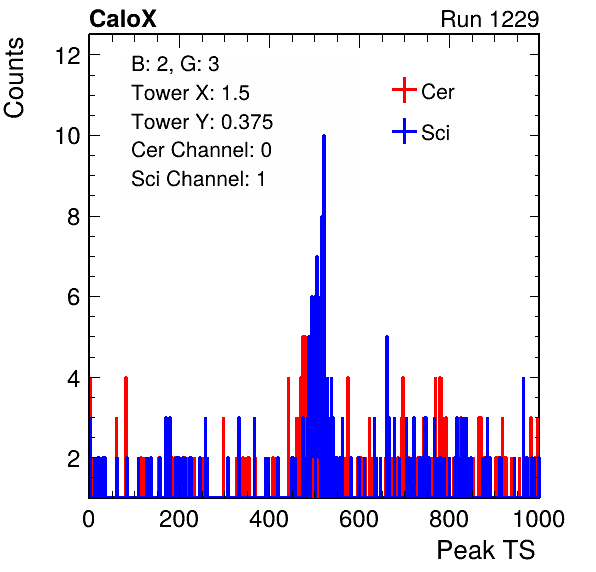 CaloX Run 1229
Counts
12
10
8
6
4
2
B: 2, G: 3
Tower X: 1.5
Tower Y: 0.375
Cer Channel: 0
Sci Channel: 1
Cer
Sci
0 200 400 600 800 1000
Peak TS